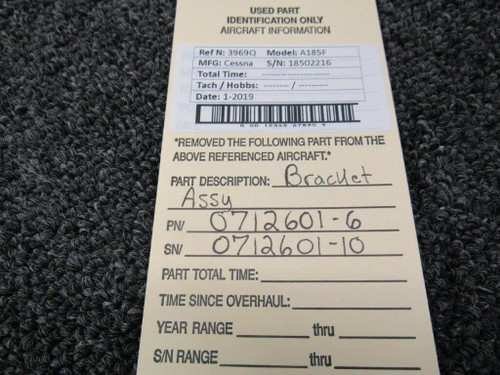 USED PART
IDENTIFICATION ONLY
AIRCRAFT INFORMATION
Ref N: 3969Q Model: A185F
MFG: Cessna S/N: 18502216
Total Time: --------------------
Tach / Hobbs: -------- / ---------
Date: 1-2019
"REMOVED THE FOLLOWING PART FROM THE
ABOVE REFERENCED AIRCRAFT."
PART DESCRIPTION: Bracket
Assy
PN/ 0712601-6
SN/ 0712601-10
PART TOTAL TIME:
TIME SINCE OVERHAUL:
YEAR RANGE thru
S/N RANGE thru